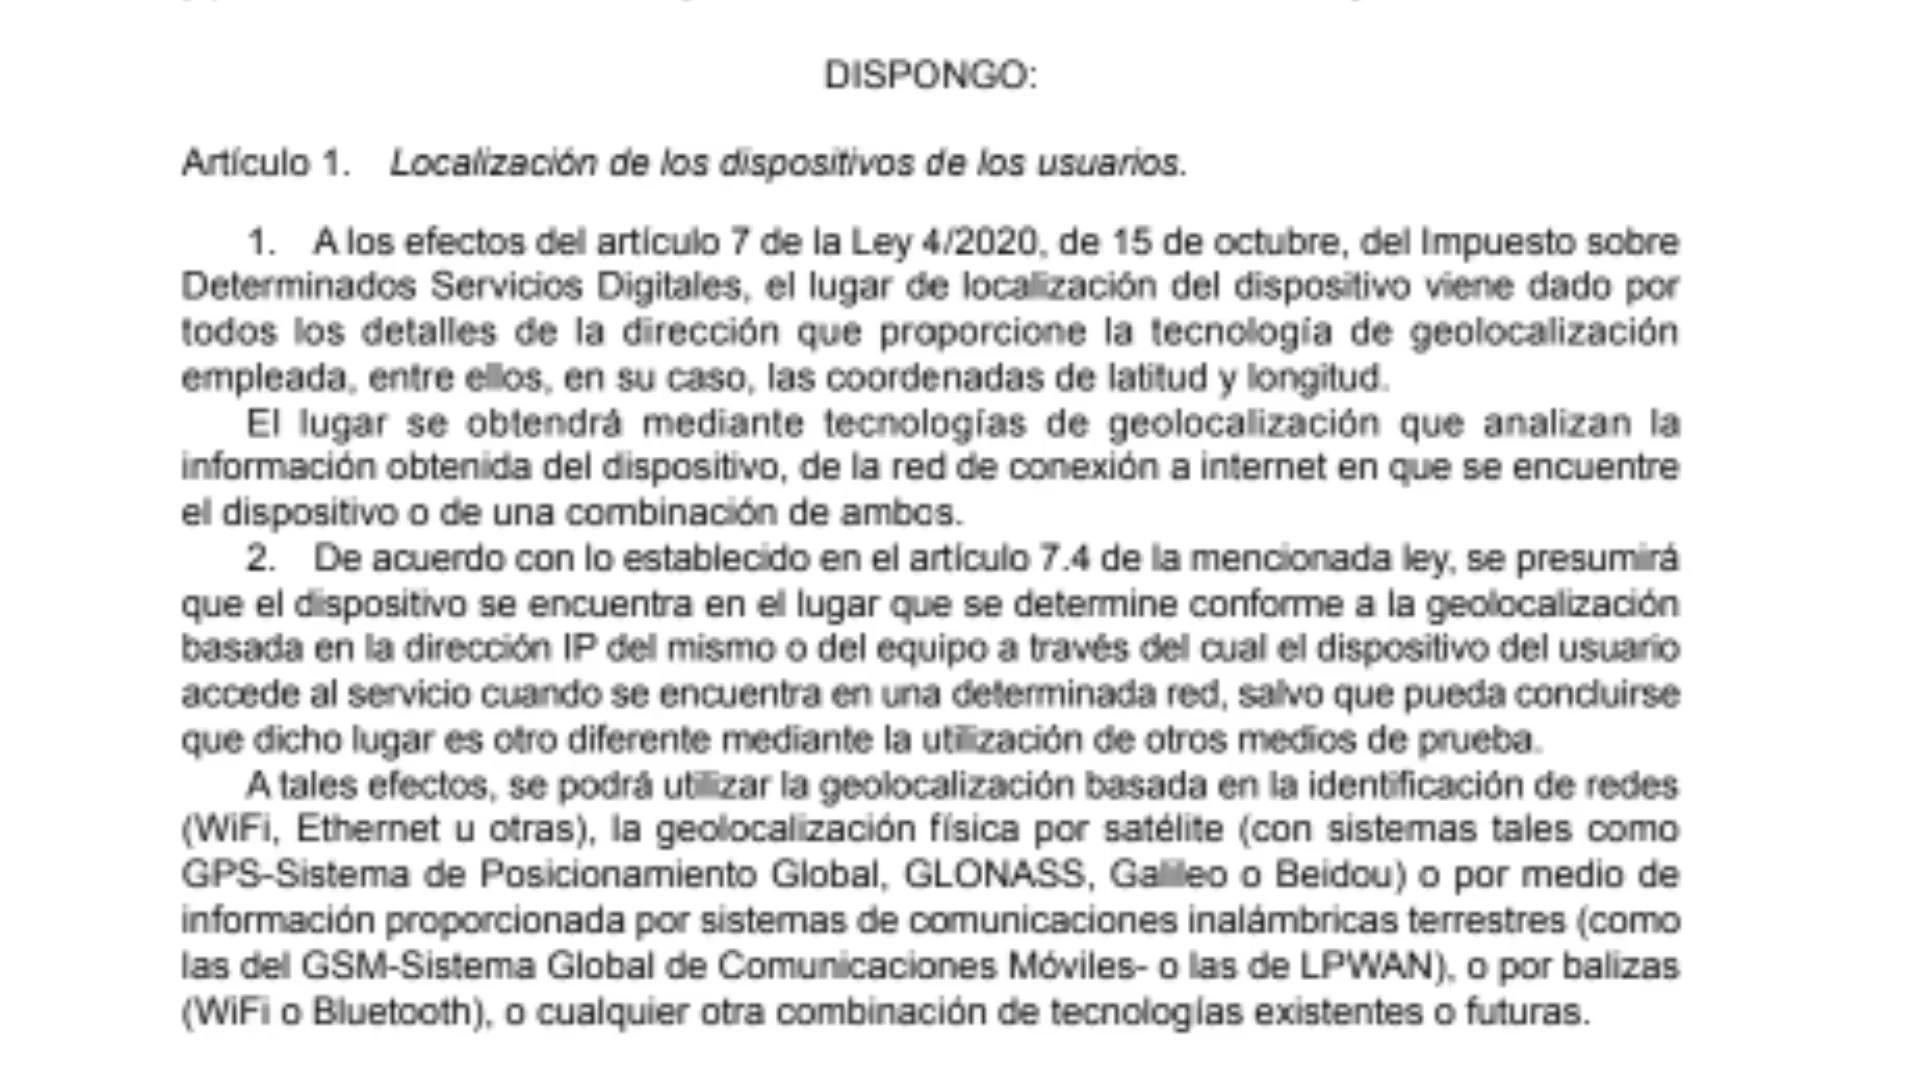 DISPONGO:
Artículo 1. Localización de los dispositivos de los usuarios.
1. A los efectos del artículo 7 de la Ley 4/2020, de 15 de octubre, del Impuesto sobre
Determinados Servicios Digitales, el lugar de localización del dispositivo viene dado por
todos los detalles de la dirección que proporcione la tecnología de geolocalización
empleada, entre ellos, en su caso, las coordenadas de latitud y longitud.
El lugar se obtendrá mediante tecnologías de geolocalización que analizan la
información obtenida del dispositivo, de la red de conexión a internet en que se encuentre
el dispositivo o de una combinación de ambos.
2. De acuerdo con lo establecido en el artículo 7.4 de la mencionada ley, se presumirá
que el dispositivo se encuentra en el lugar que se determine conforme a la geolocalización
basada en la dirección IP del mismo o del equipo a través del cual el dispositivo del usuario
accede al servicio cuando se encuentra en una determinada red, salvo que pueda concluirse
que dicho lugar es otro diferente mediante la utilización de otros medios de prueba.
A tales efectos, se podrá utilizar la geolocalización basada en la identificación de redes
(WiFi, Ethernet u otras), la geolocalización física por satélite (con sistemas tales como
GPS-Sistema de Posicionamiento Global, GLONASS, Galileo o Beidou) o por medio de
información proporcionada por sistemas de comunicaciones inalámbricas terrestres (como
las del GSM-Sistema Global de Comunicaciones Móviles- o las de LPWAN), o por balizas
(WiFi o Bluetooth), o cualquier otra combinación de tecnologías existentes o futuras.